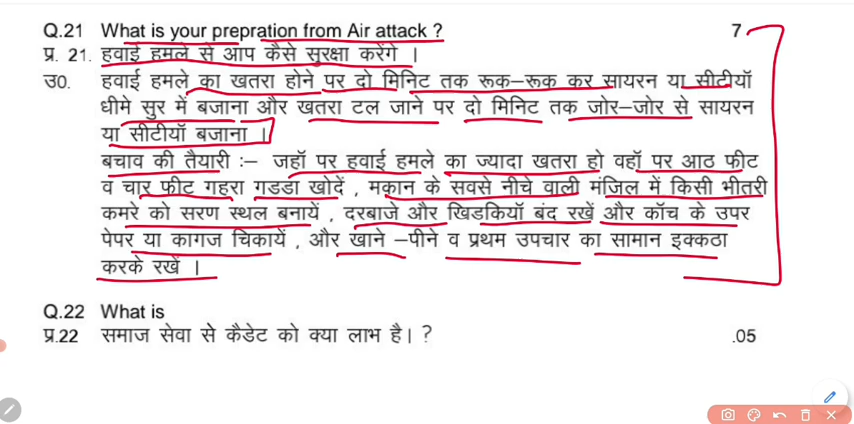 Q.21 What is your prepration from Air attack ? 7
प्र. 21. हवाई हमले से आप कैसे सुरक्षा करेंगे ।
उ0. हवाई हमले का खतरा होने पर दो मिनिट तक रूक–रूक कर सायरन या सीटीयॉ
धीमे सुर में बजाना और खतरा टल जाने पर दो मिनिट तक जोर–जोर से सायरन
या सीटीयॉ बजाना ।
बचाव की तैयारी :– जहॉ पर हवाई हमले का ज्यादा खतरा हो वहॉ पर आठ फीट
व चार फीट गहरा गडडा खोदें , मकान के सवसे नीचे वाली मंजिल में किसी भीतरी
कमरे को सरण स्थल बनायें , दरबाजे और खिडकियॉ बंद रखें और कॉच के उपर
पेपर या कागज चिकायें , और खाने –पीने व प्रथम उपचार का सामान इक्कठा
करके रखें ।
Q.22 What is
प्र.22 समाज सेवा से कैडेट को क्या लाभ है। ? .05